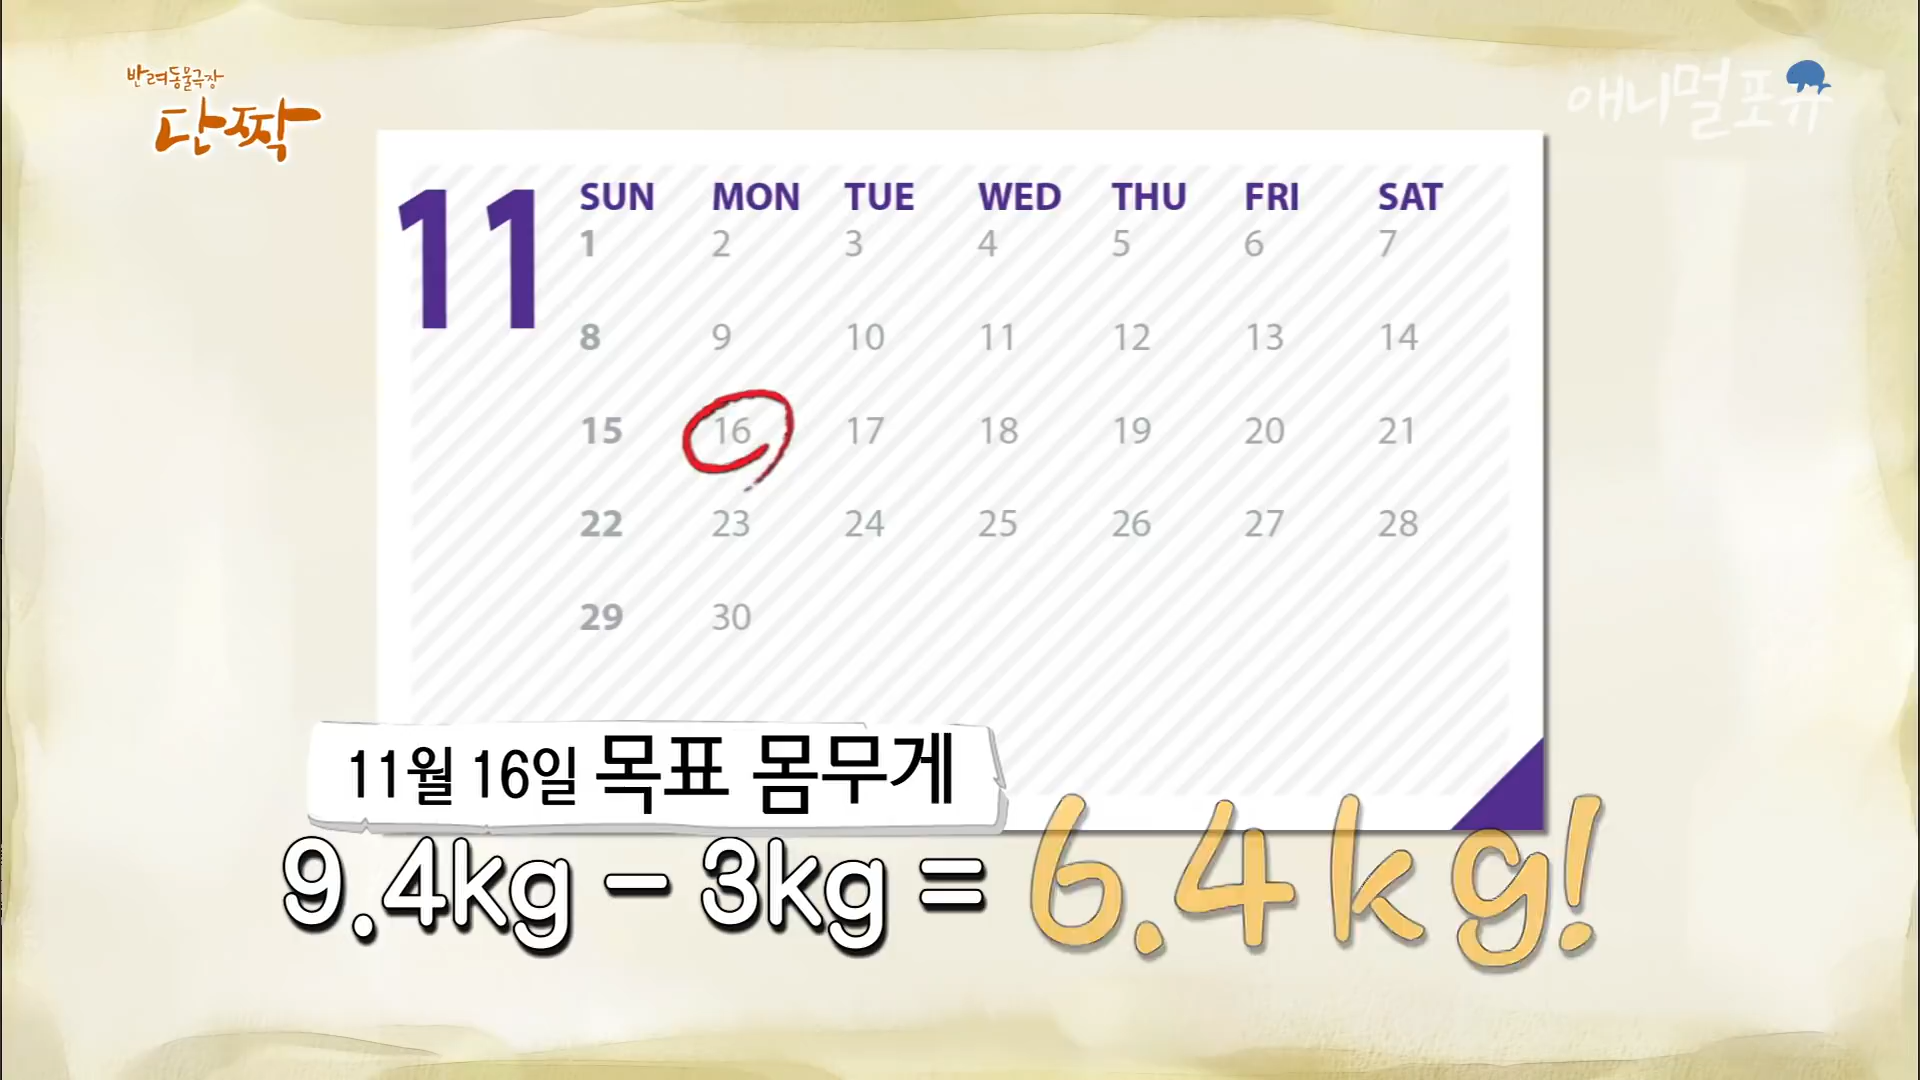 반려동물극장
단짝
애니멀포유
11
SUN MON TUE WED THU FRI SAT
1 2 3 4 5 6 7
8 9 10 11 12 13 14
15 16 17 18 19 20 21
22 23 24 25 26 27 28
29 30
11월 16일 목표 몸무게
9.4kg - 3kg = 6.4kg!